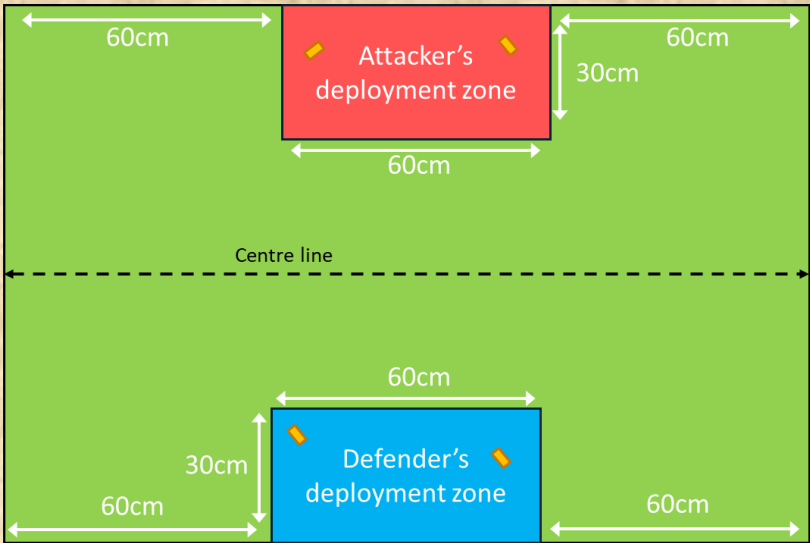 60cm
60cm
Attacker's
deployment zone
30cm
60cm
Centre line
60cm
30cm
Defender's
deployment zone
60cm
60cm